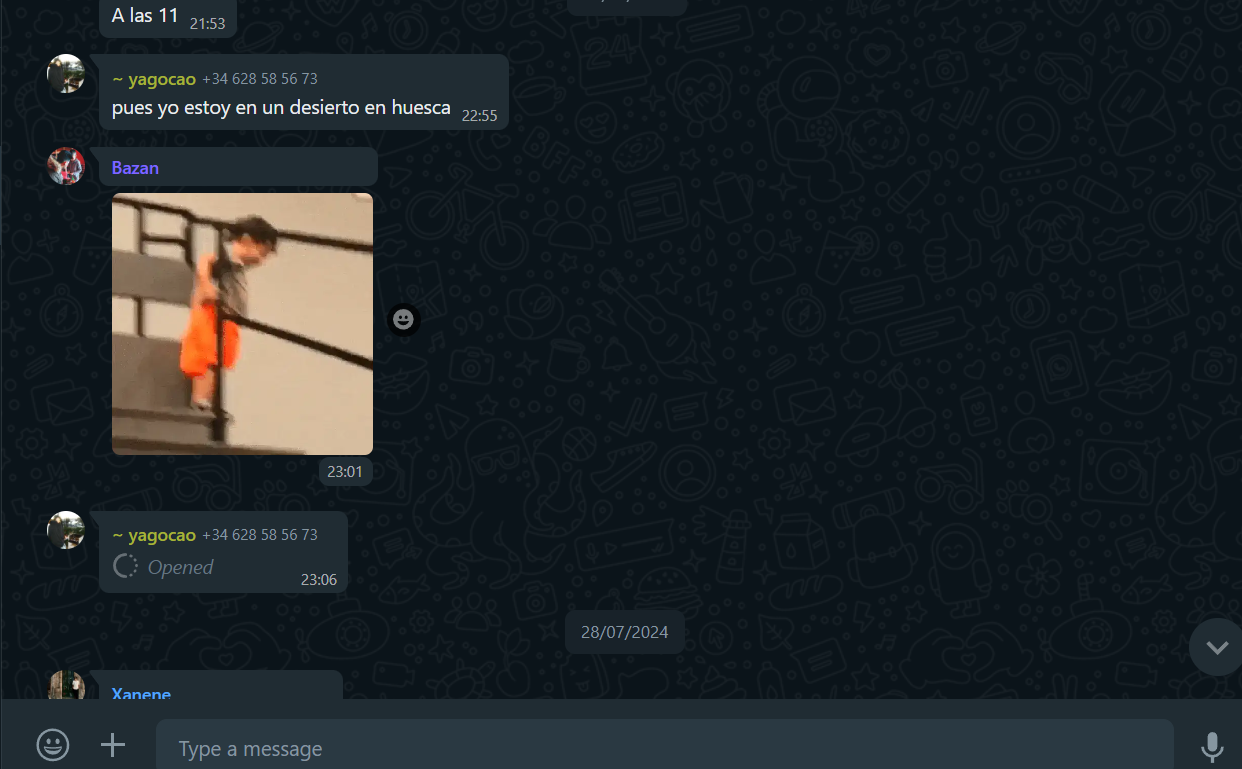 A las 11 21:53
~ yagocao +34 628 58 56 73
pues yo estoy en un desierto en huesca 22:55
Bazan
23:01
~ yagocao +34 628 58 56 73
Opened 23:06
28/07/2024
Xanene
Type a message